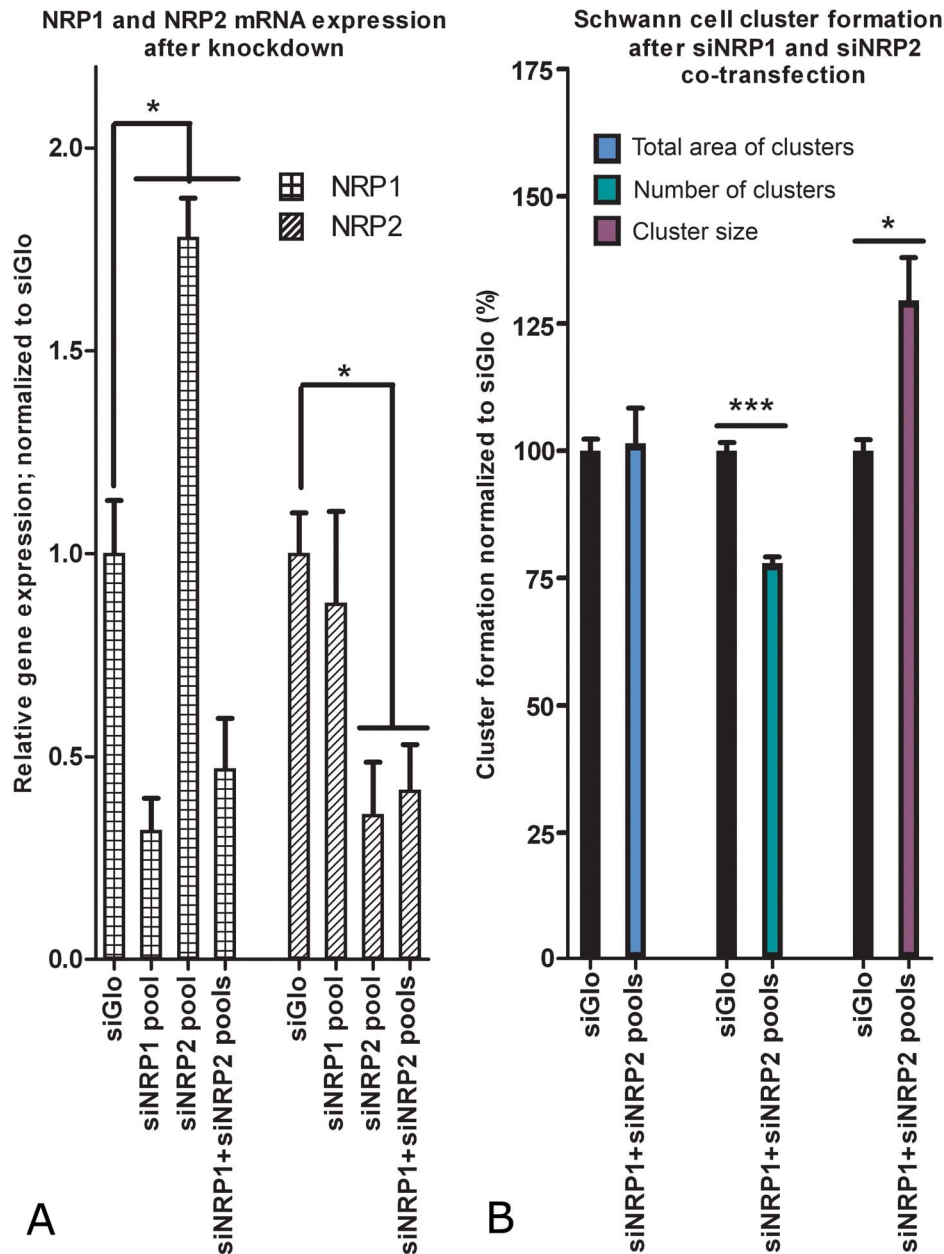 NRP1 and NRP2 mRNA expression
after knockdown
Relative gene expression; normalized to siGlo
2.0
1.5
1.0
0.5
0.0
*
*
NRP1
NRP2
siGlo
siNRP1 pool
siNRP2 pool
siNRP1+siNRP2 pools
siGlo
siNRP1 pool
siNRP2 pool
siNRP1+siNRP2 pools
A
Schwann cell cluster formation
after siNRP1 and siNRP2
co-transfection
Cluster formation normalized to siGlo (%)
175
150
125
100
75
50
25
0
Total area of clusters
Number of clusters
Cluster size
***
*
siGlo
siNRP1+siNRP2 pools
siGlo
siNRP1+siNRP2 pools
siGlo
siNRP1+siNRP2 pools
B